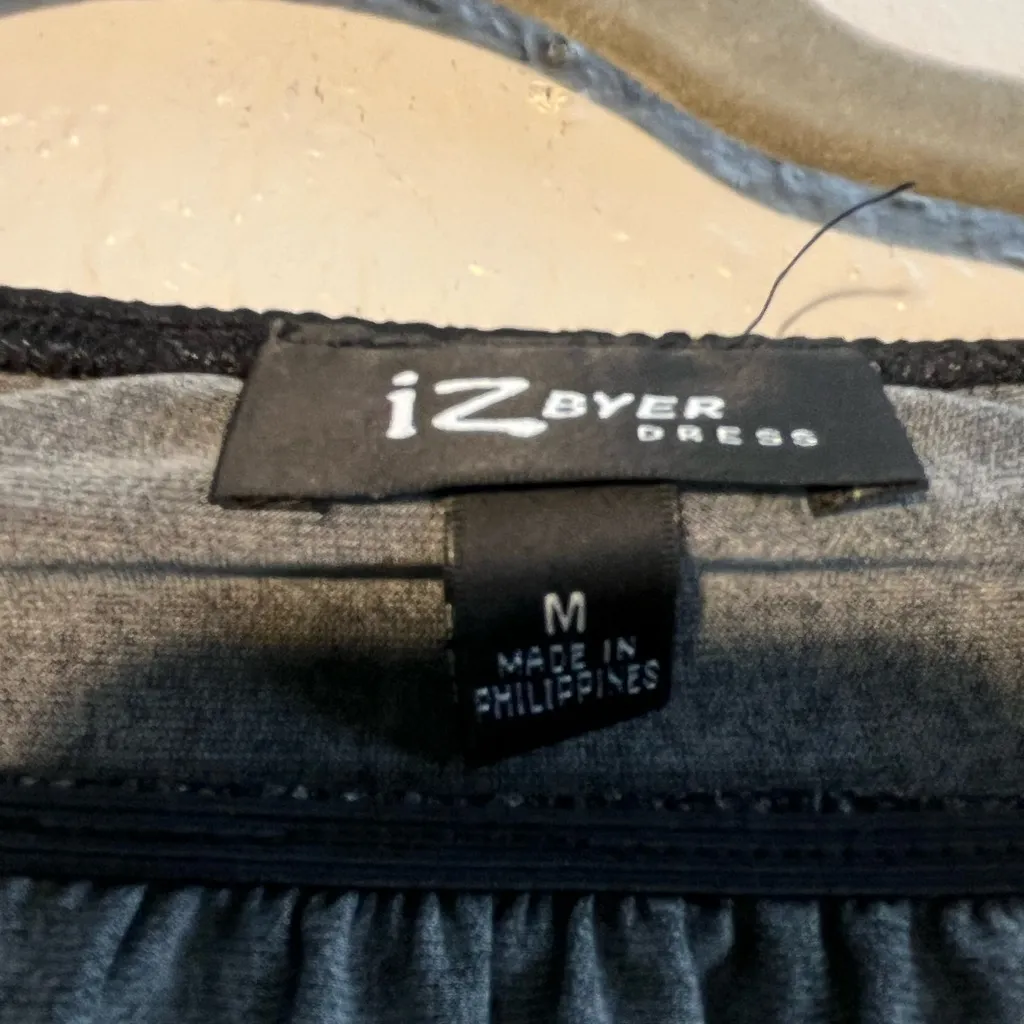 iZ BYER
DRESS
M
MADE IN
PHILIPPINES